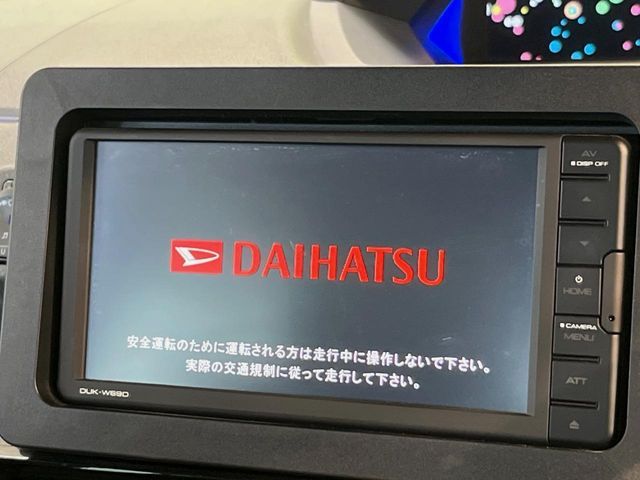 AV
DISP OFF
DAIHATSU
HOME
CAMERA
MENU
安全運転のために運転される方は走行中に操作しないで下さい。
実際の交通規制に従って走行して下さい。
ATT
DUK-W69D